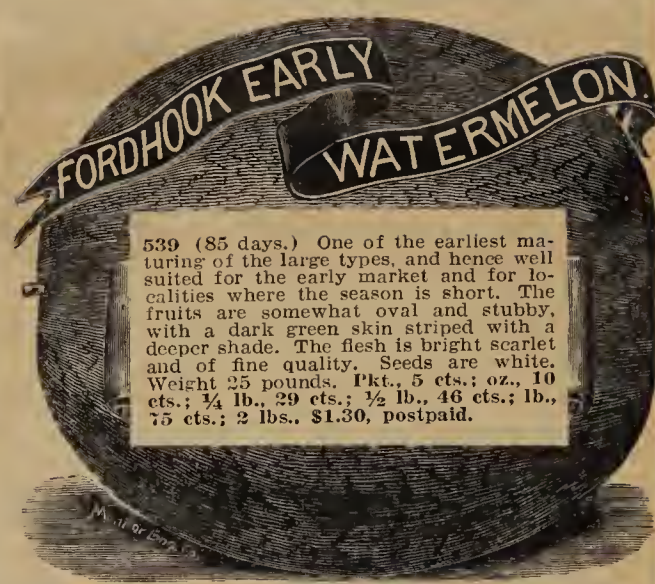 FORDHOOK EARLY
WATERMELON.
539 (85 days.) One of the earliest ma-
turing of the large types, and hence well
suited for the early market and for lo-
calities where the season is short. The
fruits are somewhat oval and stubby,
with a dark green skin striped with a
deeper shade. The flesh is bright scarlet
and of fine quality. Seeds are white.
Weight 25 pounds. Pkt., 5 cts.; oz., 10
cts.; ¼ lb., 29 cts.; ½ lb., 46 cts.; lb.,
75 cts.; 2 lbs., $1.30, postpaid.